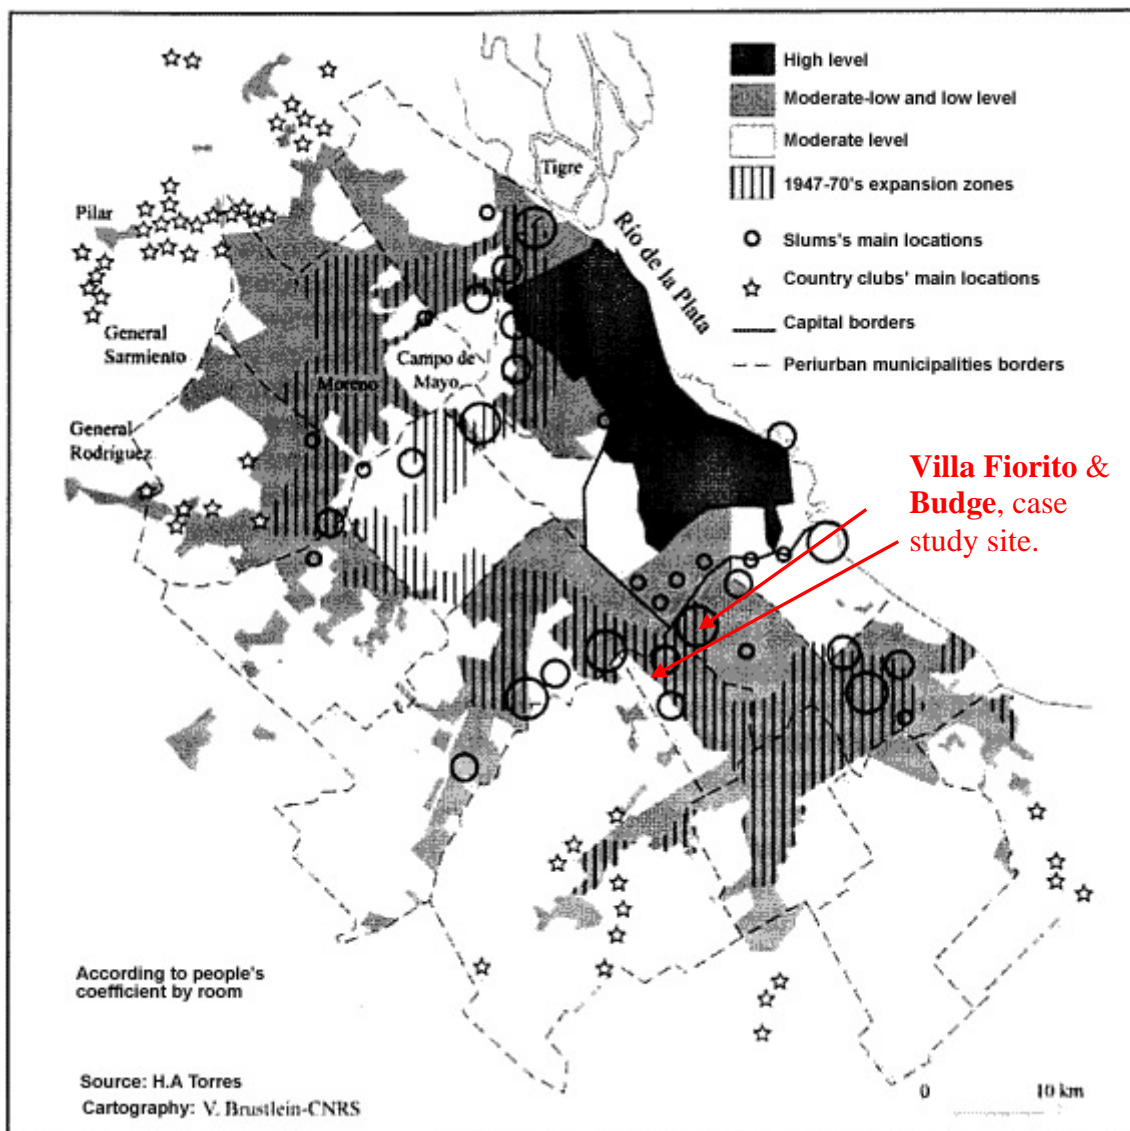 High level
Moderate-low and low level
Moderate level
1947-70's expansion zones
Slums's main locations
Country clubs' main locations
Capital borders
Periurban municipalities borders
Tigre
Río de la Plata
Pilar
General
Sarmiento
Campo de
Mayo
Moreno
General
Rodríguez
Villa Fiorito &
Budge, case
study site.
According to people's
coefficient by room
Source: H.A Torres
Cartography: V. Brustlein-CNRS
0 10 km